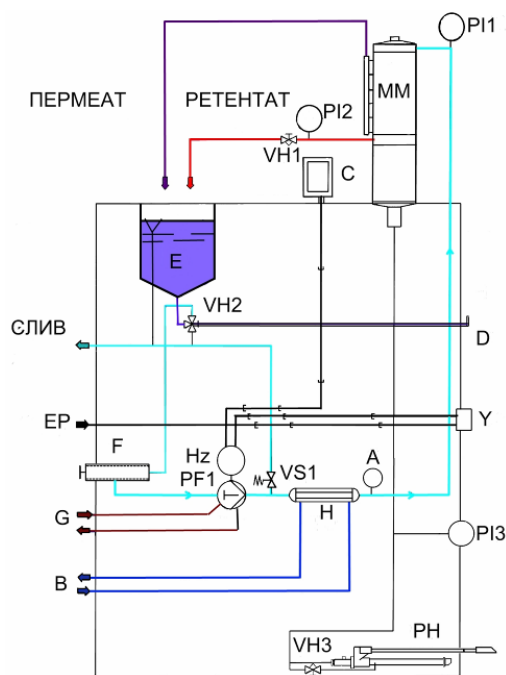 PI1
ПЕРМЕАТ РЕТЕНТАТ
MM
PI2
VH1
C
E
VH2
СЛИВ
D
EP
Y
F
Hz
PF1
VS1
A
H
G
PI3
B
VH3
PH